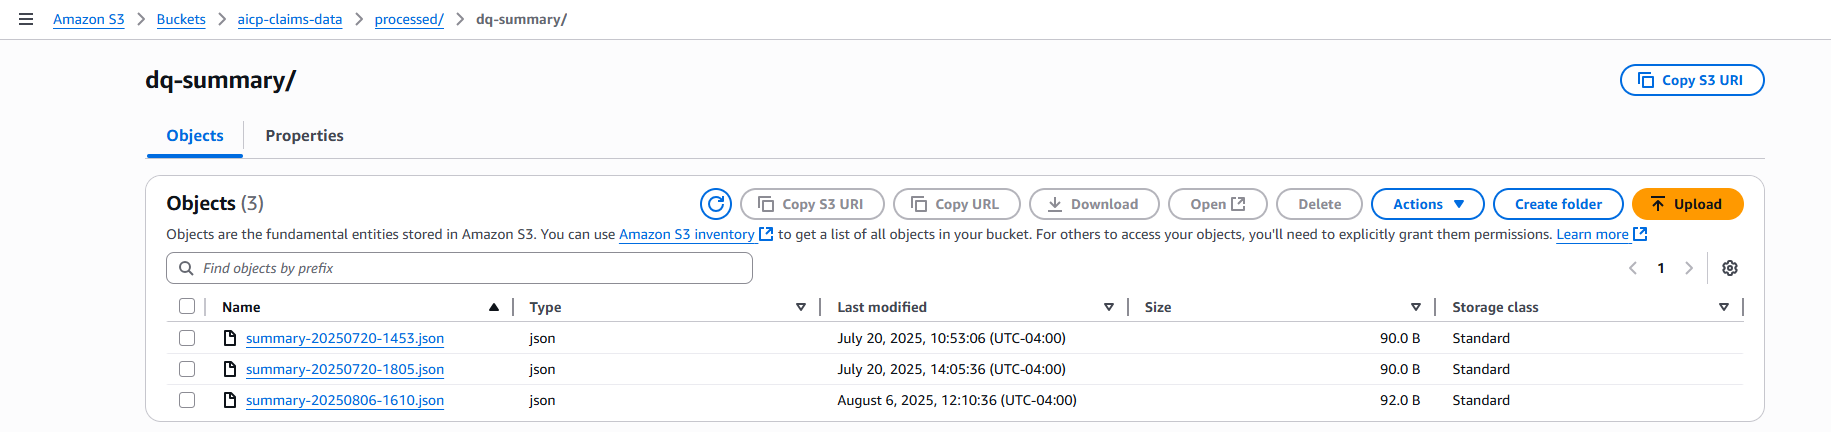 Amazon S3 > Buckets > aicp-claims-data > processed/ > dq-summary/
dq-summary/
Copy S3 URI
Objects Properties
Objects (3)
Copy S3 URI Copy URL Download Open Delete Actions Create folder Upload
Objects are the fundamental entities stored in Amazon S3. You can use Amazon S3 inventory to get a list of all objects in your bucket. For others to access your objects, you'll need to explicitly grant them permissions. Learn more
Find objects by prefix
1
Name Type Last modified Size Storage class
summary-20250720-1453.json json July 20, 2025, 10:53:06 (UTC-04:00) 90.0 B Standard
summary-20250720-1805.json json July 20, 2025, 14:05:36 (UTC-04:00) 90.0 B Standard
summary-20250806-1610.json json August 6, 2025, 12:10:36 (UTC-04:00) 92.0 B Standard